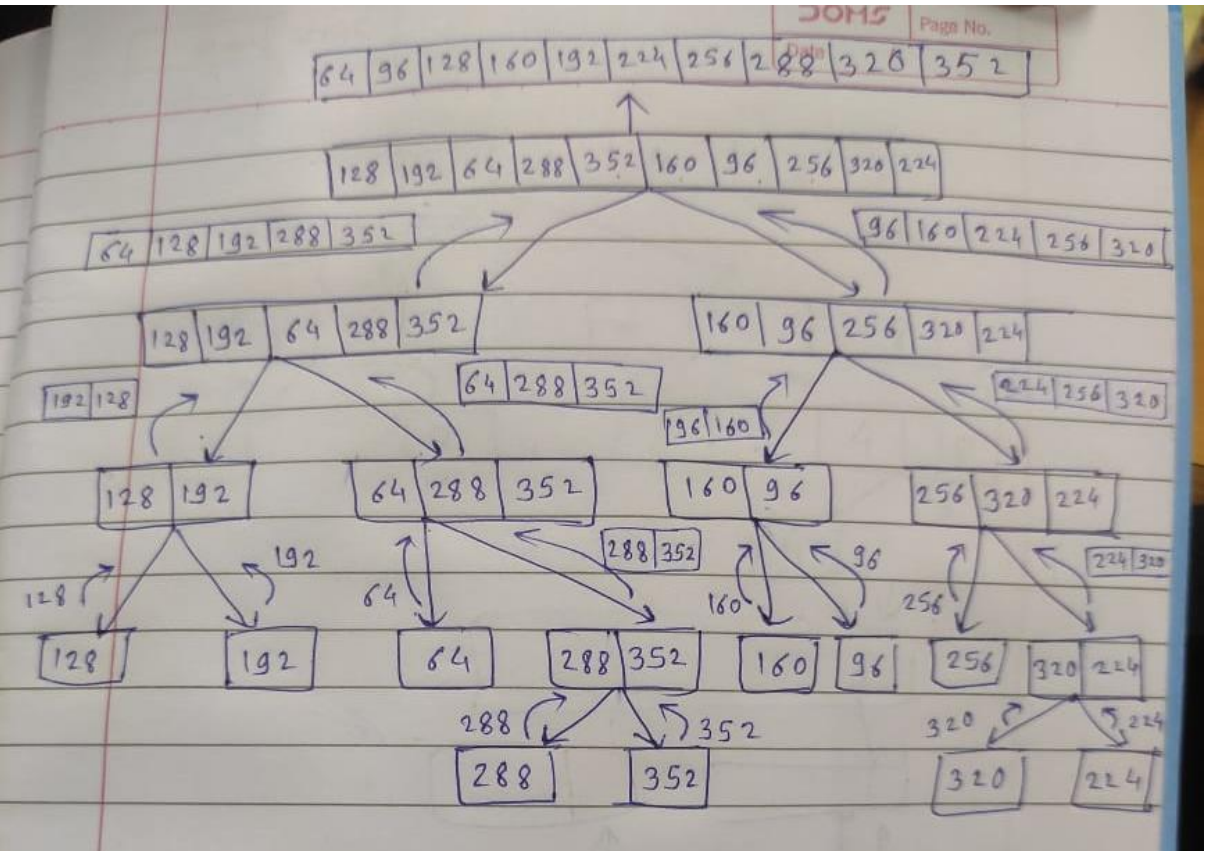 DOMS Page No.
Date
64 96 128 160 192 224 256 288 320 352
128 192 64 288 352 160 96 256 320 224
64 128 192 288 352 96 160 224 256 320
128 192 64 288 352 160 96 256 320 224
192 128 64 288 352 96 160 224 256 320
128 192 64 288 352 160 96 256 320 224
128 192 64 288 352 160 96 256 224 320
128 192 64 288 352 160 96 256 320 224
288 352 320 224
288 352 320 224